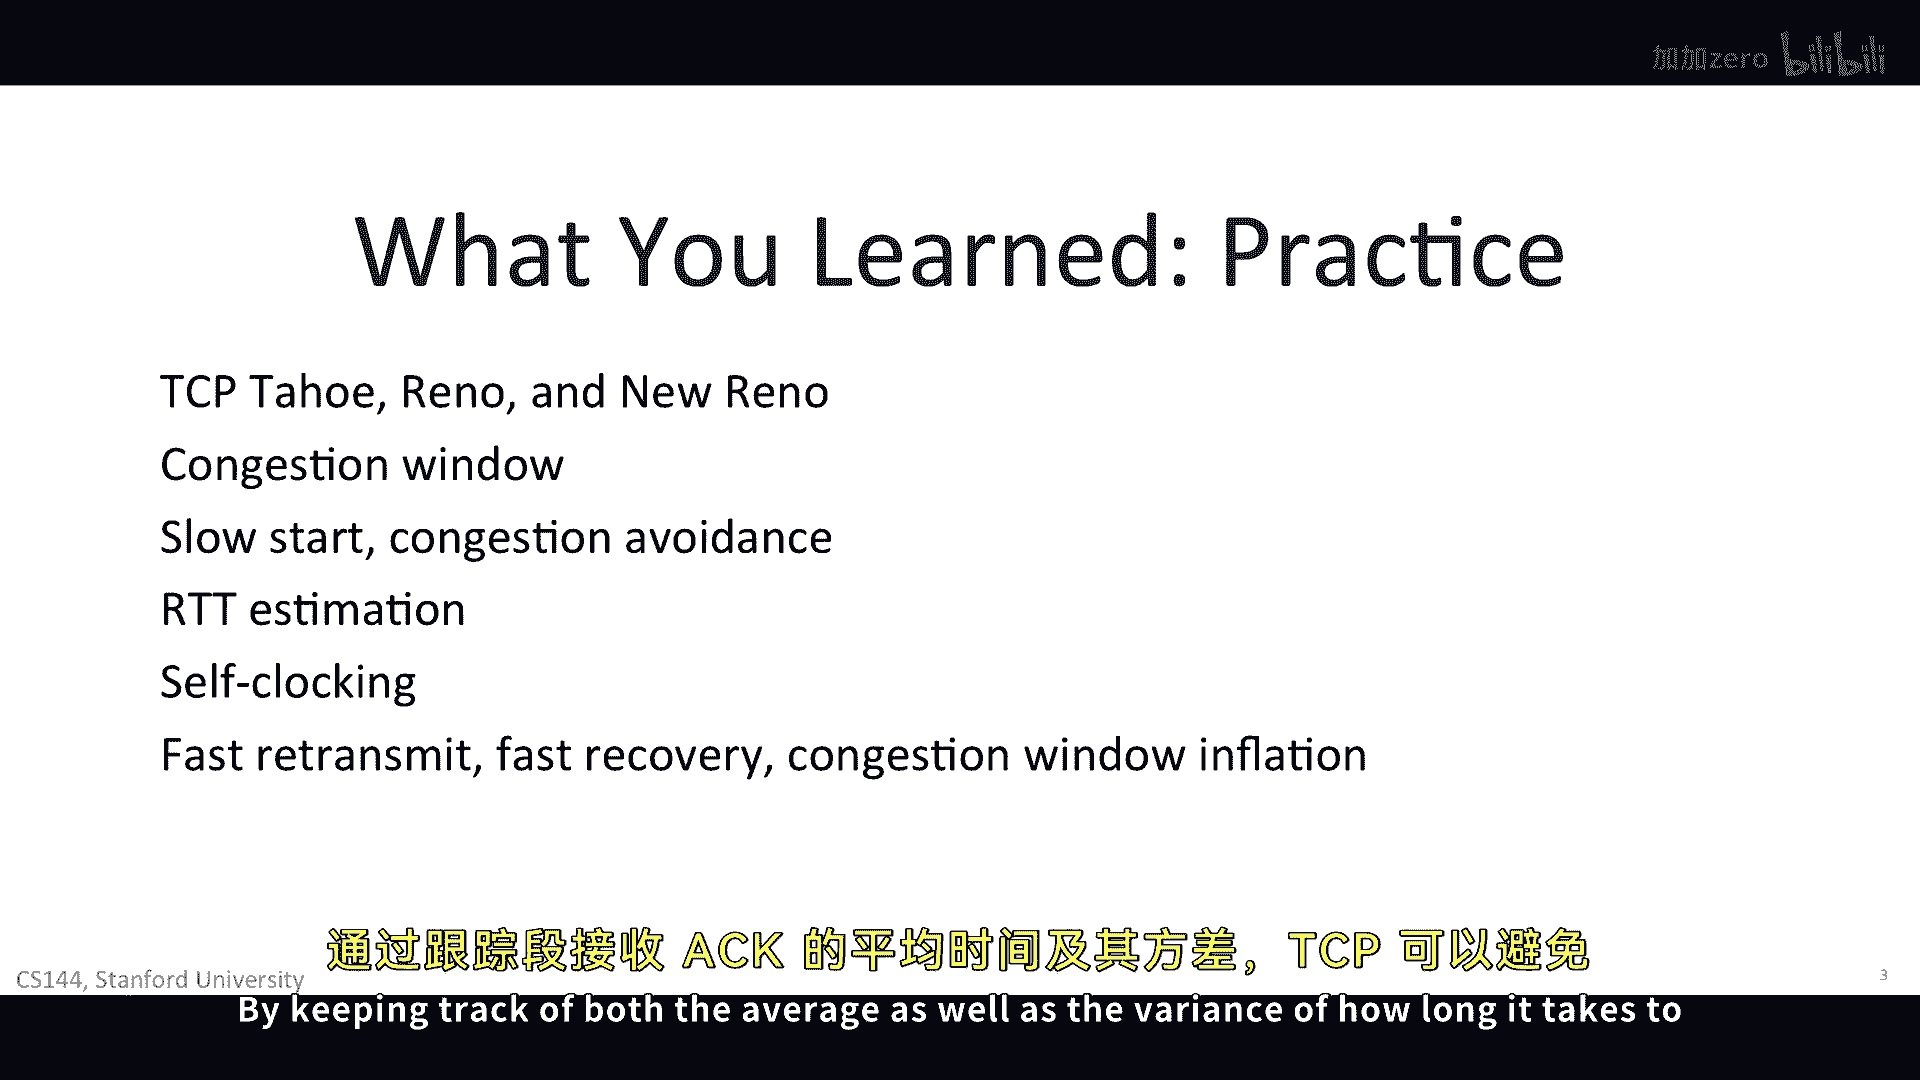 加加zero bilibili
What You Learned: Practice
TCP Tahoe, Reno, and New Reno
Congestion window
Slow start, congestion avoidance
RTT estimation
Self-clocking
Fast retransmit, fast recovery, congestion window inflation
通过跟踪段接收 ACK 的平均时间及其方差，TCP 可以避免
CS144, Stanford University
3
By keeping track of both the average as well as the variance of how long it takes to